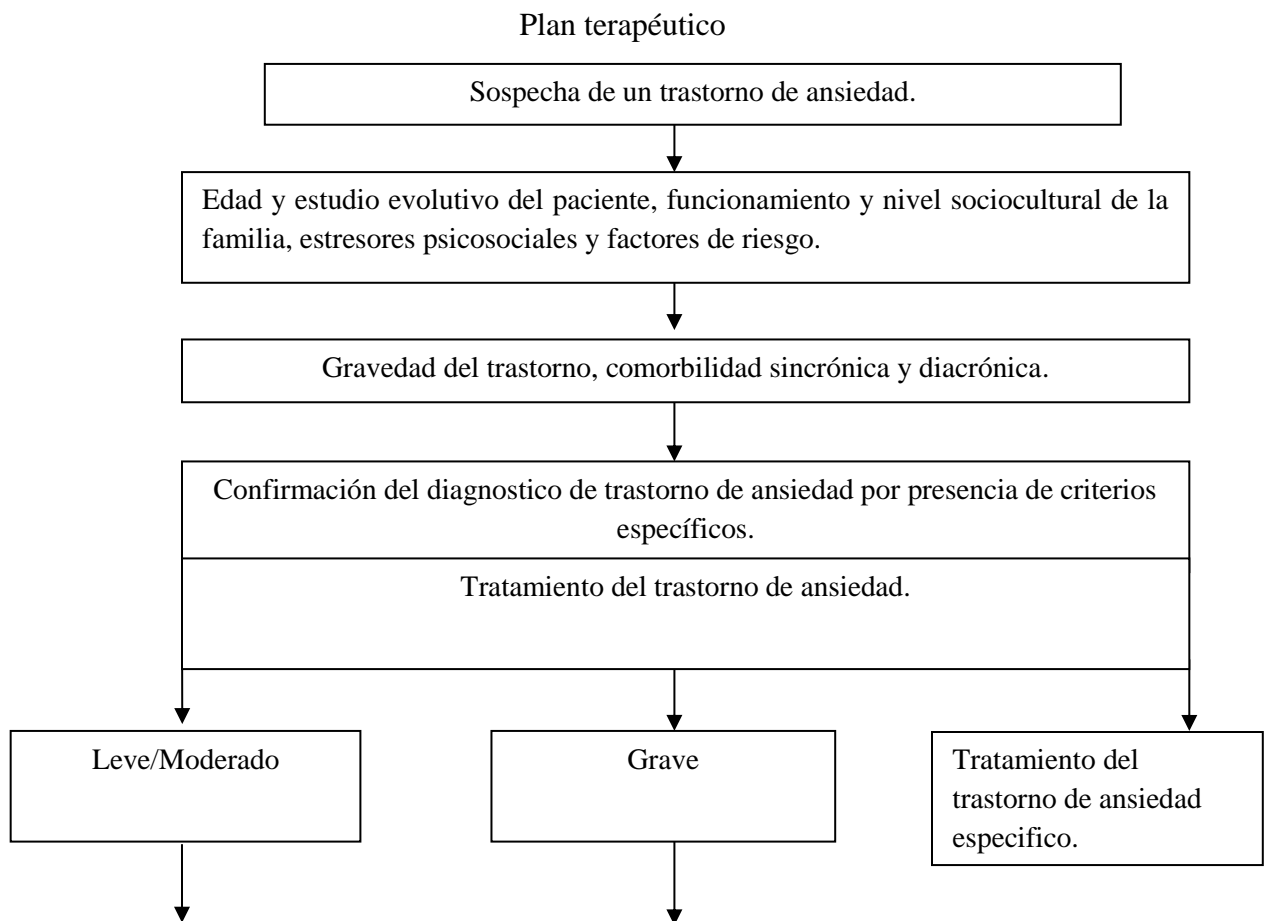 Plan terapéutico
Sospecha de un trastorno de ansiedad.
Edad y estudio evolutivo del paciente, funcionamiento y nivel sociocultural de la
familia, estresores psicosociales y factores de riesgo.
Gravedad del trastorno, comorbilidad sincrónica y diacrónica.
Confirmación del diagnostico de trastorno de ansiedad por presencia de criterios
específicos.
Tratamiento del trastorno de ansiedad.
Leve/Moderado
Grave
Tratamiento del
trastorno de ansiedad
especifico.